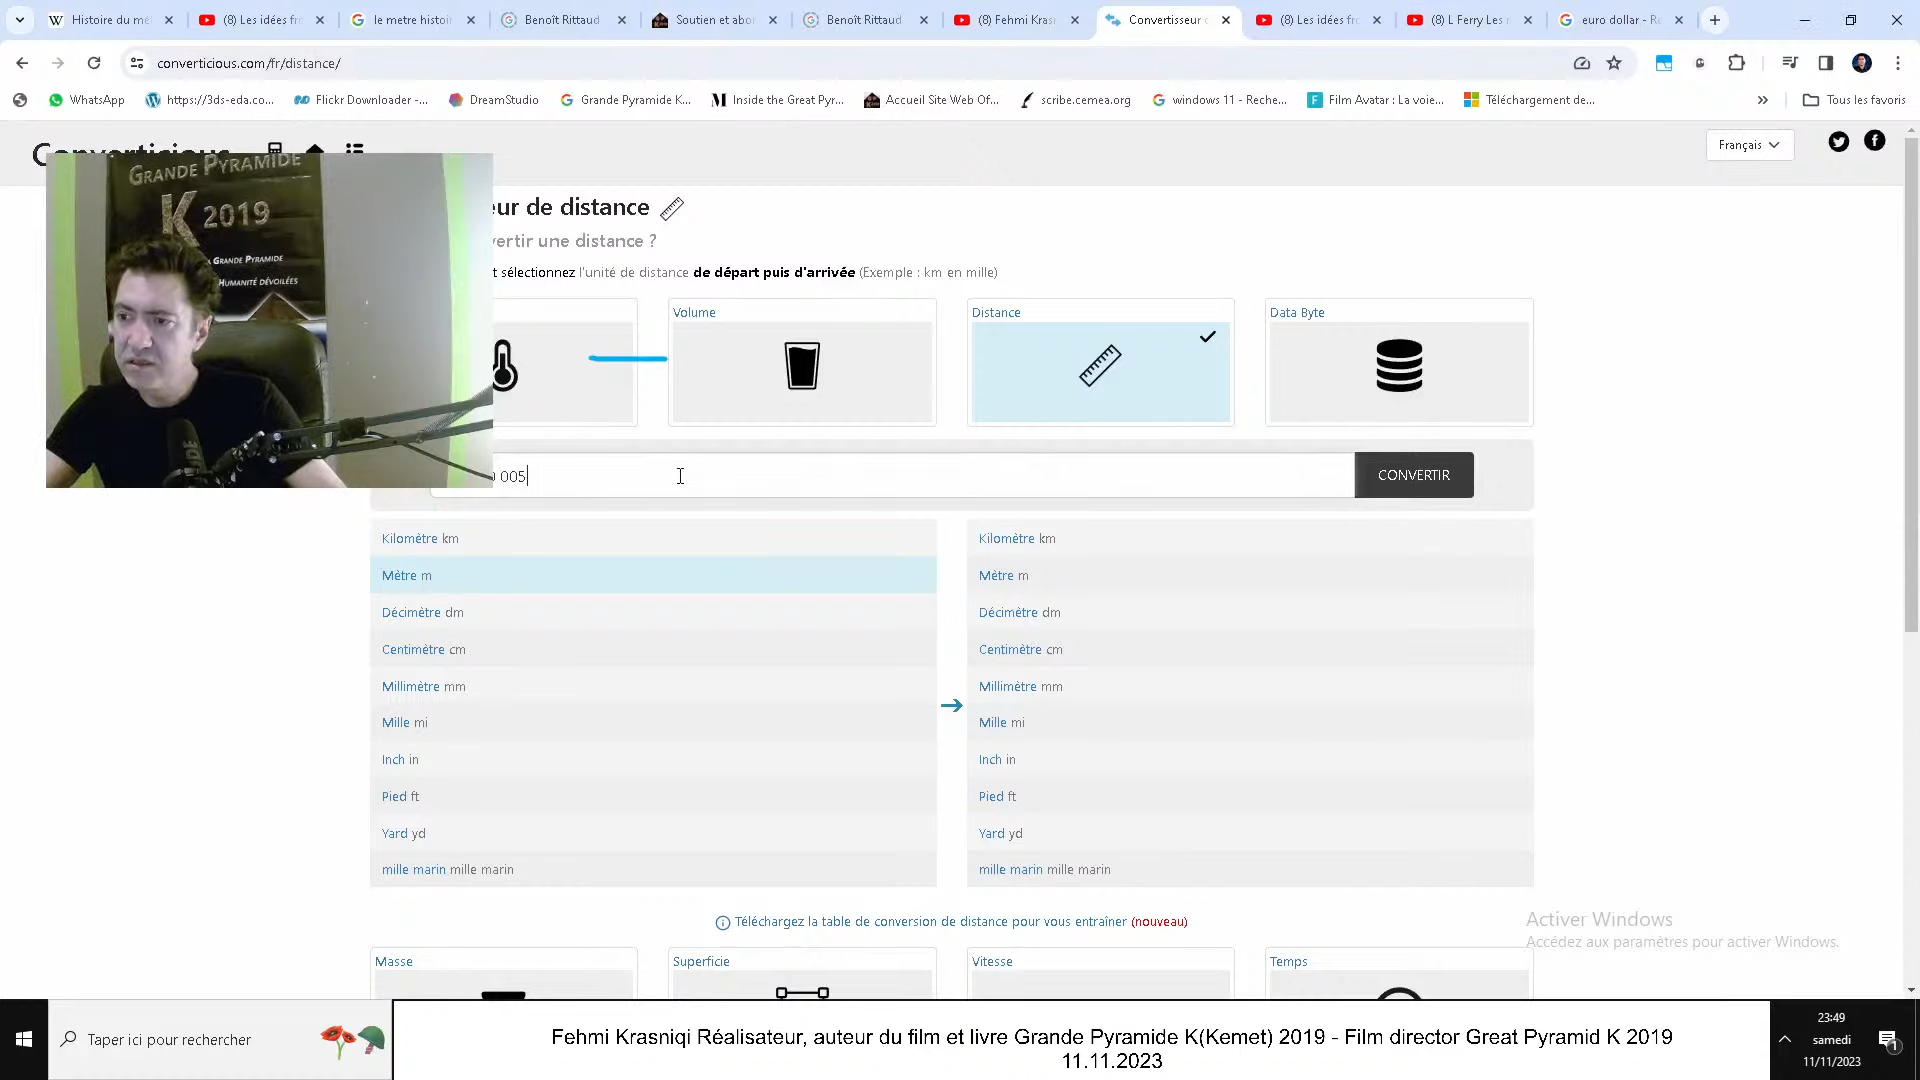 Histoire du mé
(8) Les idées fr
le metre histoi
Benoît Rittaud
Soutien et abor
Benoît Rittaud
(8) Fehmi Kras
Convertisseur
(8) Les idées fr
(8) L Ferry Les
euro dollar - Re
converticious.com/fr/distance/
WhatsApp
https://3ds-eda.co...
Flickr Downloader -...
DreamStudio
Grande Pyramide K...
Inside the Great Pyr...
Accueil Site Web Of...
scribe.cemea.org
windows 11 - Reche...
Film Avatar : La voie...
Téléchargement de...
Tous les favoris
Converticious
Français
GRANDE PYRAMIDE
K 2019
GRANDE PYRAMIDE
HUMANITÉ DÉVOILÉES
eur de distance
vertir une distance ?
t sélectionnez l'unité de distance de départ puis d'arrivée (Exemple : km en mille)
Volume
Distance
Data Byte
005
CONVERTIR
Kilomètre km
Mètre m
Décimètre dm
Centimètre cm
Millimètre mm
Mille mi
Inch in
Pied ft
Yard yd
mille marin mille marin
Kilomètre km
Mètre m
Décimètre dm
Centimètre cm
Millimètre mm
Mille mi
Inch in
Pied ft
Yard yd
mille marin mille marin
Téléchargez la table de conversion de distance pour vous entraîner (nouveau)
Activer Windows
Accédez aux paramètres pour activer Windows.
Masse
Superficie
Vitesse
Temps
Taper ici pour rechercher
Fehmi Krasniqi Réalisateur, auteur du film et livre Grande Pyramide K(Kemet) 2019 - Film director Great Pyramid K 2019
11.11.2023
23:49
samedi
11/11/2023
1